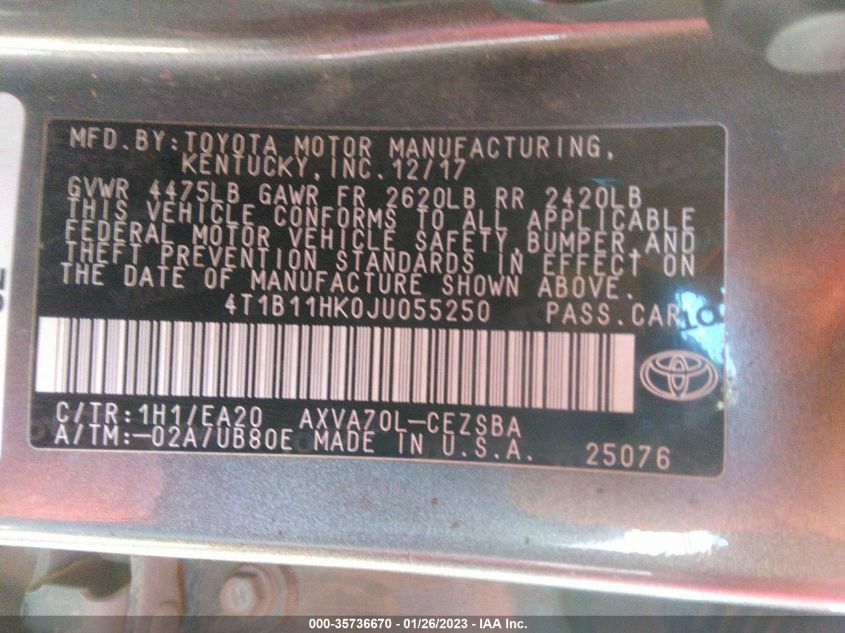 MFD. BY: TOYOTA MOTOR MANUFACTURING,
KENTUCKY, INC. 12/17
GVWR 4475LB GAWR FR 2620LB RR 2420LB
THIS VEHICLE CONFORMS TO ALL APPLICABLE
FEDERAL MOTOR VEHICLE SAFETY, BUMPER, AND
THEFT PREVENTION STANDARDS IN EFFECT ON
THE DATE OF MANUFACTURE SHOWN ABOVE.
4T1B11HK0JU055250 PASS. CAR
C/TR: 1H1/EA20 AXVA70L-CEZSBA
A/TM: -02A/UB80E MADE IN U.S.A. 25076
000-35736670 - 01/26/2023 - IAA Inc.